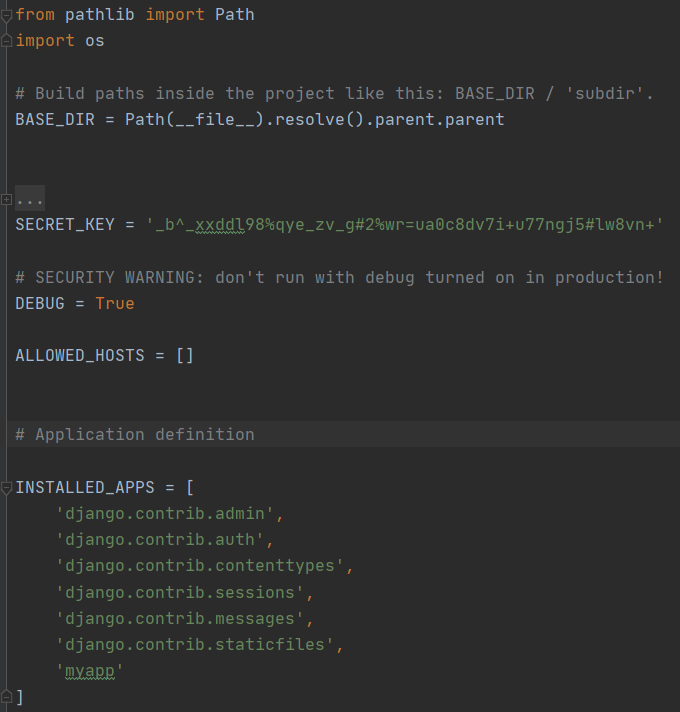 from pathlib import Path
import os
# Build paths inside the project like this: BASE_DIR / 'subdir'.
BASE_DIR = Path(__file__).resolve().parent.parent
...
SECRET_KEY = '_b^_xxddl98%qye_zv_g#2%wr=ua0c8dv7i+u77ngj5#lw8vn+'
# SECURITY WARNING: don't run with debug turned on in production!
DEBUG = True
ALLOWED_HOSTS = []
# Application definition
INSTALLED_APPS = [
    'django.contrib.admin',
    'django.contrib.auth',
    'django.contrib.contenttypes',
    'django.contrib.sessions',
    'django.contrib.messages',
    'django.contrib.staticfiles',
    'myapp'
]